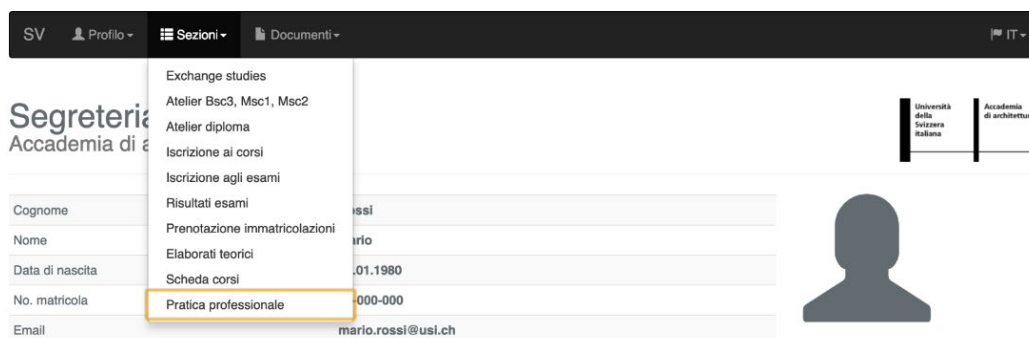 SV Profilo Sezioni Documenti IT
Exchange studies
Atelier Bsc3, Msc1, Msc2
Atelier diploma
Iscrizione ai corsi
Iscrizione agli esami
Risultati esami
Prenotazione immatricolazioni
Elaborati teorici
Scheda corsi
Pratica professionale
Segreteria
Accademia di
Università
della
Svizzera
italiana
Accademia
di architettu
Cognome ssi
Nome rio
Data di nascita .01.1980
No. matricola -000-000
Email mario.rossi@usi.ch